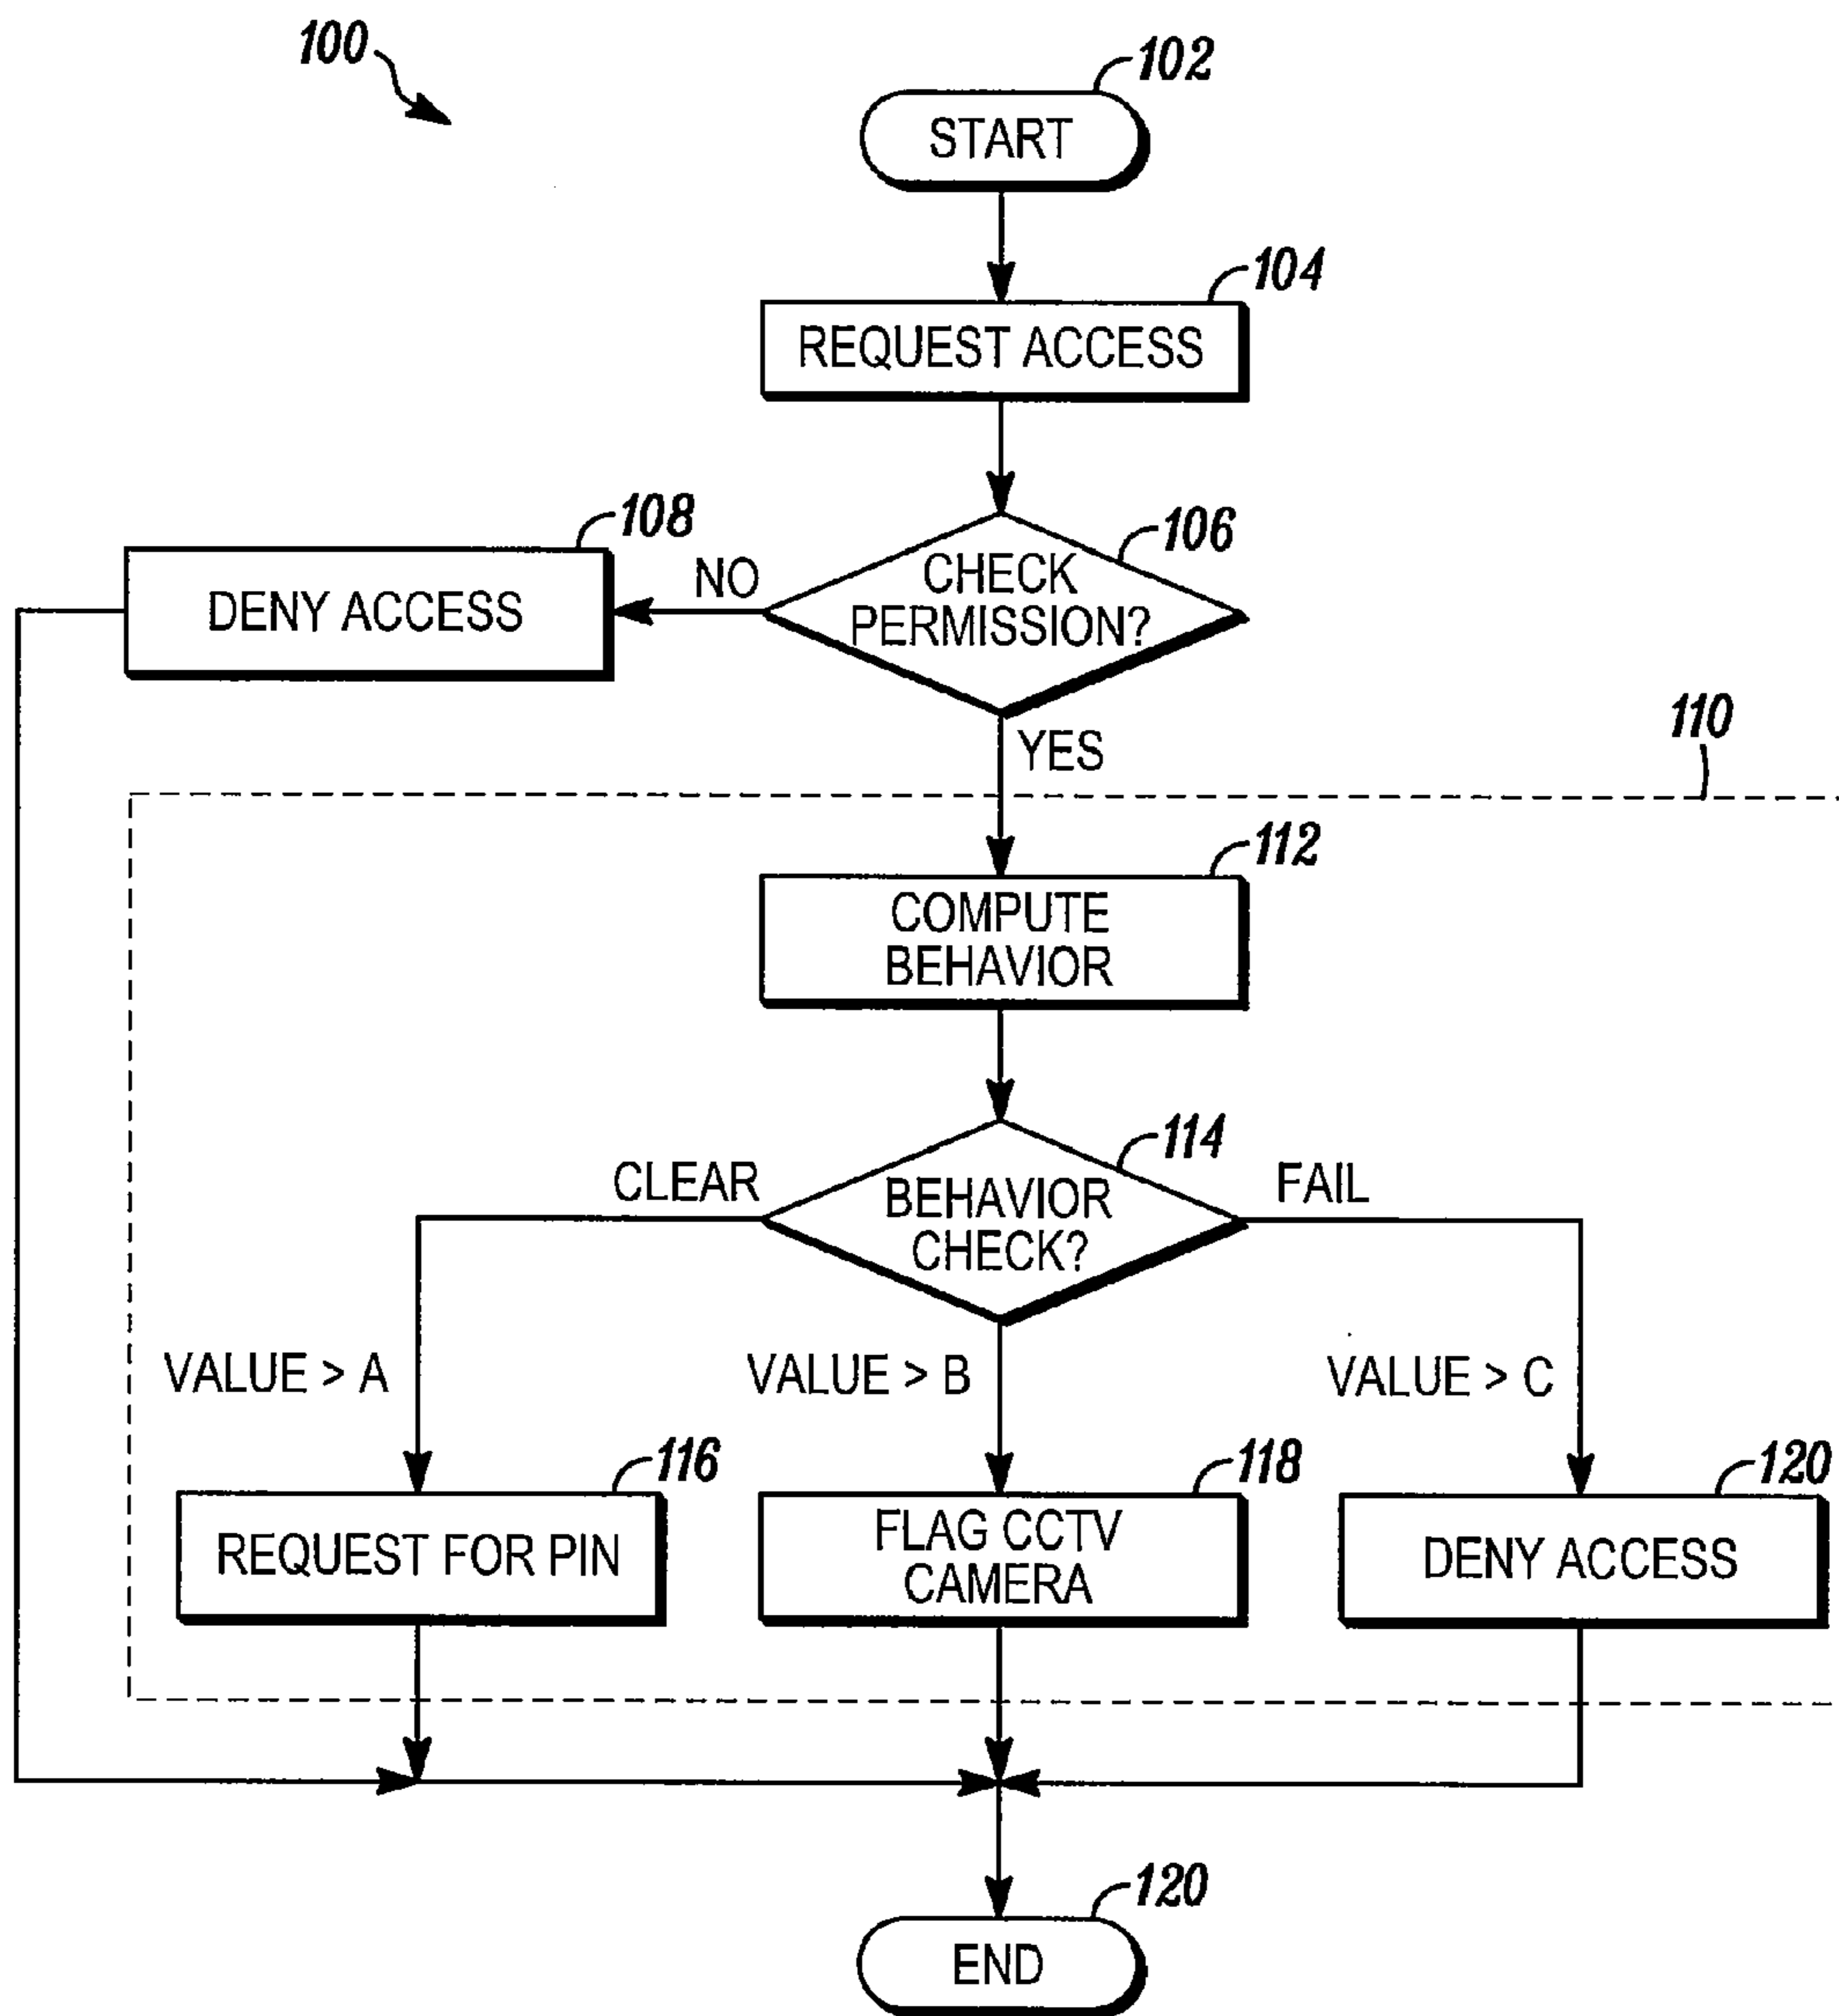 100
102
START
104
REQUEST ACCESS
106
CHECK
PERMISSION?
NO
108
DENY ACCESS
YES
110
112
COMPUTE
BEHAVIOR
114
BEHAVIOR
CHECK?
CLEAR
FAIL
VALUE > A
VALUE > B
VALUE > C
116
REQUEST FOR PIN
118
FLAG CCTV
CAMERA
120
DENY ACCESS
120
END